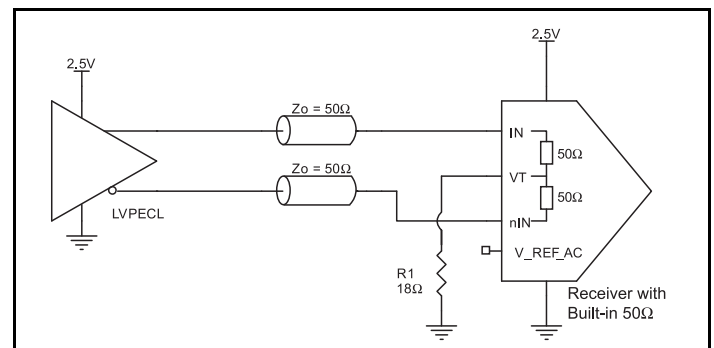 2.5V
2.5V
Zo = 50Ω
IN
50Ω
Zo = 50Ω
VT
50Ω
LVPECL
nIN
V_REF_AC
R1
18Ω
Receiver with
Built-in 50Ω